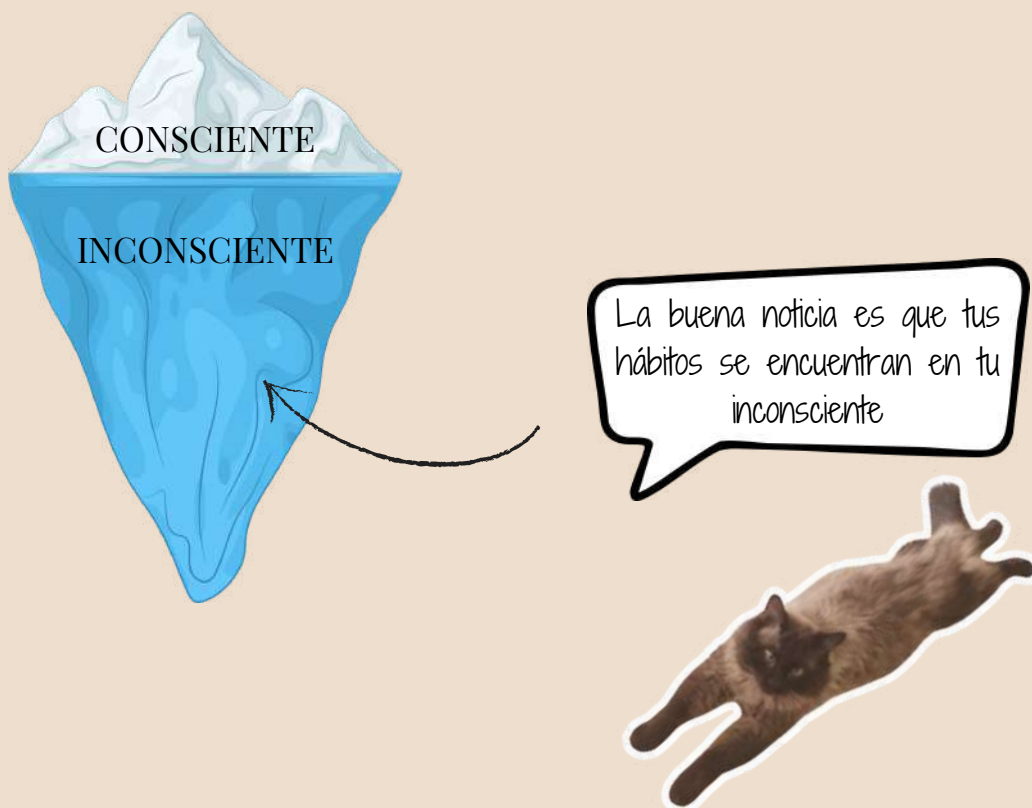 CONSCIENTE
INCONSCIENTE
La buena noticia es que tus
hábitos se encuentran en tu
inconsciente